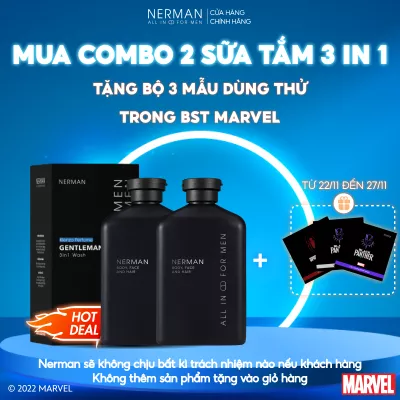 NERMAN
ALL IN FOR MEN
CỬA HÀNG
CHÍNH HÃNG
MUA COMBO 2 SỮA TẮM 3 IN 1
TẶNG BỘ 3 MẪU DÙNG THỬ
TRONG BST MARVEL
TỪ 22/11 ĐẾN 27/11
NERMAN
GENTLEMAN
3in1 Wash
NERMAN
BODY, FACE
AND HAIR
NERMAN
BODY, FACE
AND HAIR
ALL IN FOR MEN
+
PANTHER
HOT
DEAL
Nerman sẽ không chịu bất kì trách nhiệm nào nếu khách hàng
Không thêm sản phẩm tặng vào giỏ hàng
© 2022 MARVEL
MARVEL